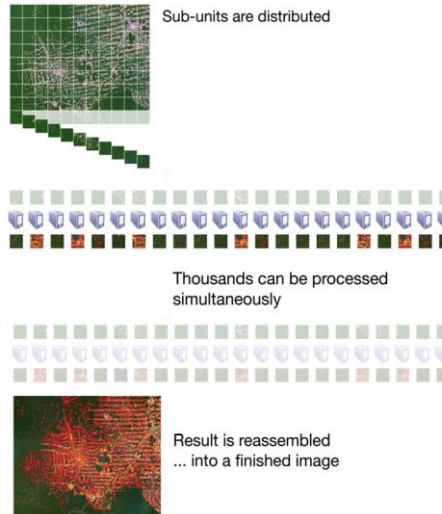 Sub-units are distributed
Thousands can be processed
simultaneously
Result is reassembled
... into a finished image